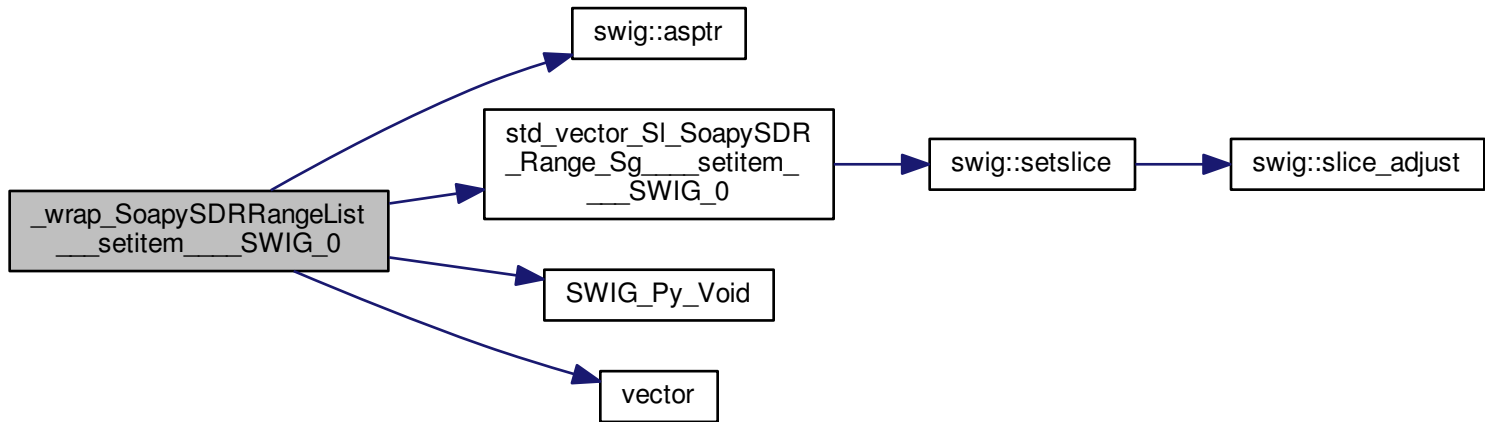 swig::asptr
std_vector_Sl_SoapySDR
_Range_Sg____setitem_
___SWIG_0
swig::setslice
swig::slice_adjust
_wrap_SoapySDRRangeList
___setitem____SWIG_0
SWIG_Py_Void
vector